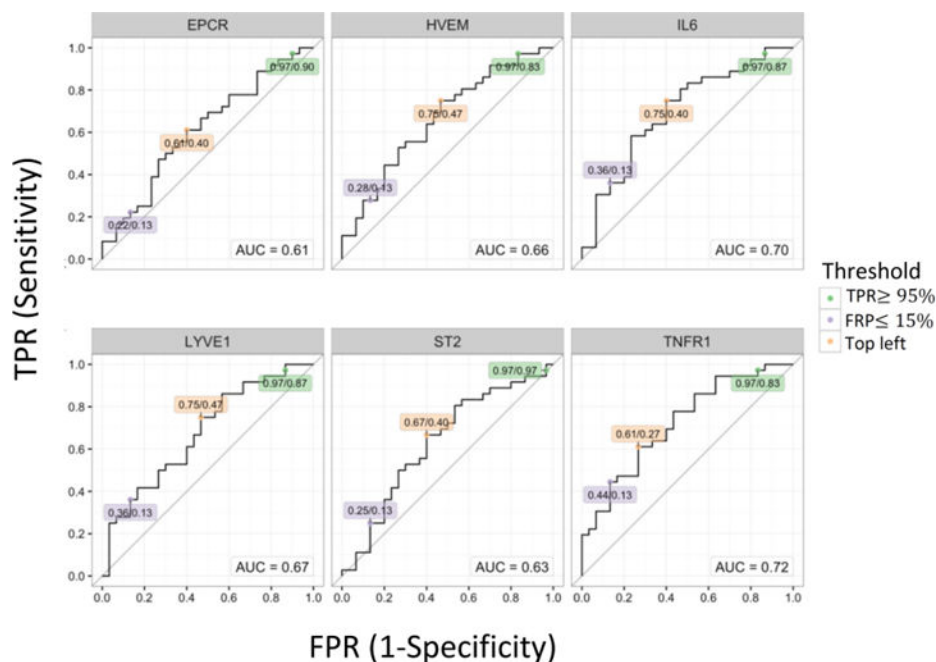 EPCR HVEM IL6
1.0
0.8
0.6
0.4
0.2
0.0
0.97/0.90
0.61/0.40
0.22/0.13
AUC = 0.61
0.97/0.83
0.75/0.47
0.28/0.13
AUC = 0.66
0.97/0.87
0.75/0.40
0.36/0.13
AUC = 0.70
TPR (Sensitivity)
Threshold
TPR≥ 95%
FRP≤ 15%
Top left
LYVE1 ST2 TNFR1
1.0
0.8
0.6
0.4
0.2
0.0
0.97/0.87
0.75/0.47
0.36/0.13
AUC = 0.67
0.97/0.97
0.67/0.40
0.25/0.13
AUC = 0.63
0.97/0.83
0.61/0.27
0.44/0.13
AUC = 0.72
0.0 0.2 0.4 0.6 0.8 1.0 0.0 0.2 0.4 0.6 0.8 1.0 0.0 0.2 0.4 0.6 0.8 1.0
FPR (1-Specificity)